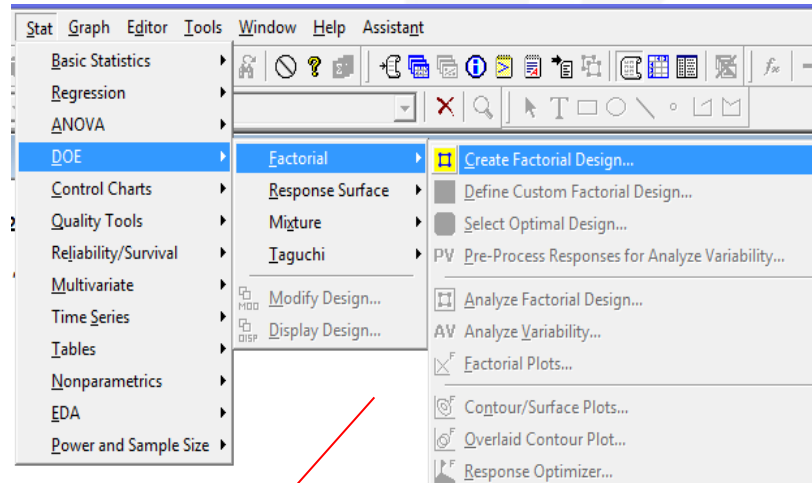 Stat Graph Editor Tools Window Help Assistant
Basic Statistics
Regression
ANOVA
DOE
Control Charts
Quality Tools
Reliability/Survival
Multivariate
Time Series
Tables
Nonparametrics
EDA
Power and Sample Size
Factorial
Response Surface
Mixture
Taguchi
MOD Modify Design...
DISP Display Design...
Create Factorial Design...
Define Custom Factorial Design...
Select Optimal Design...
PV Pre-Process Responses for Analyze Variability...
Analyze Factorial Design...
AV Analyze Variability...
F Factorial Plots...
F Contour/Surface Plots...
F Overlaid Contour Plot...
F Response Optimizer...